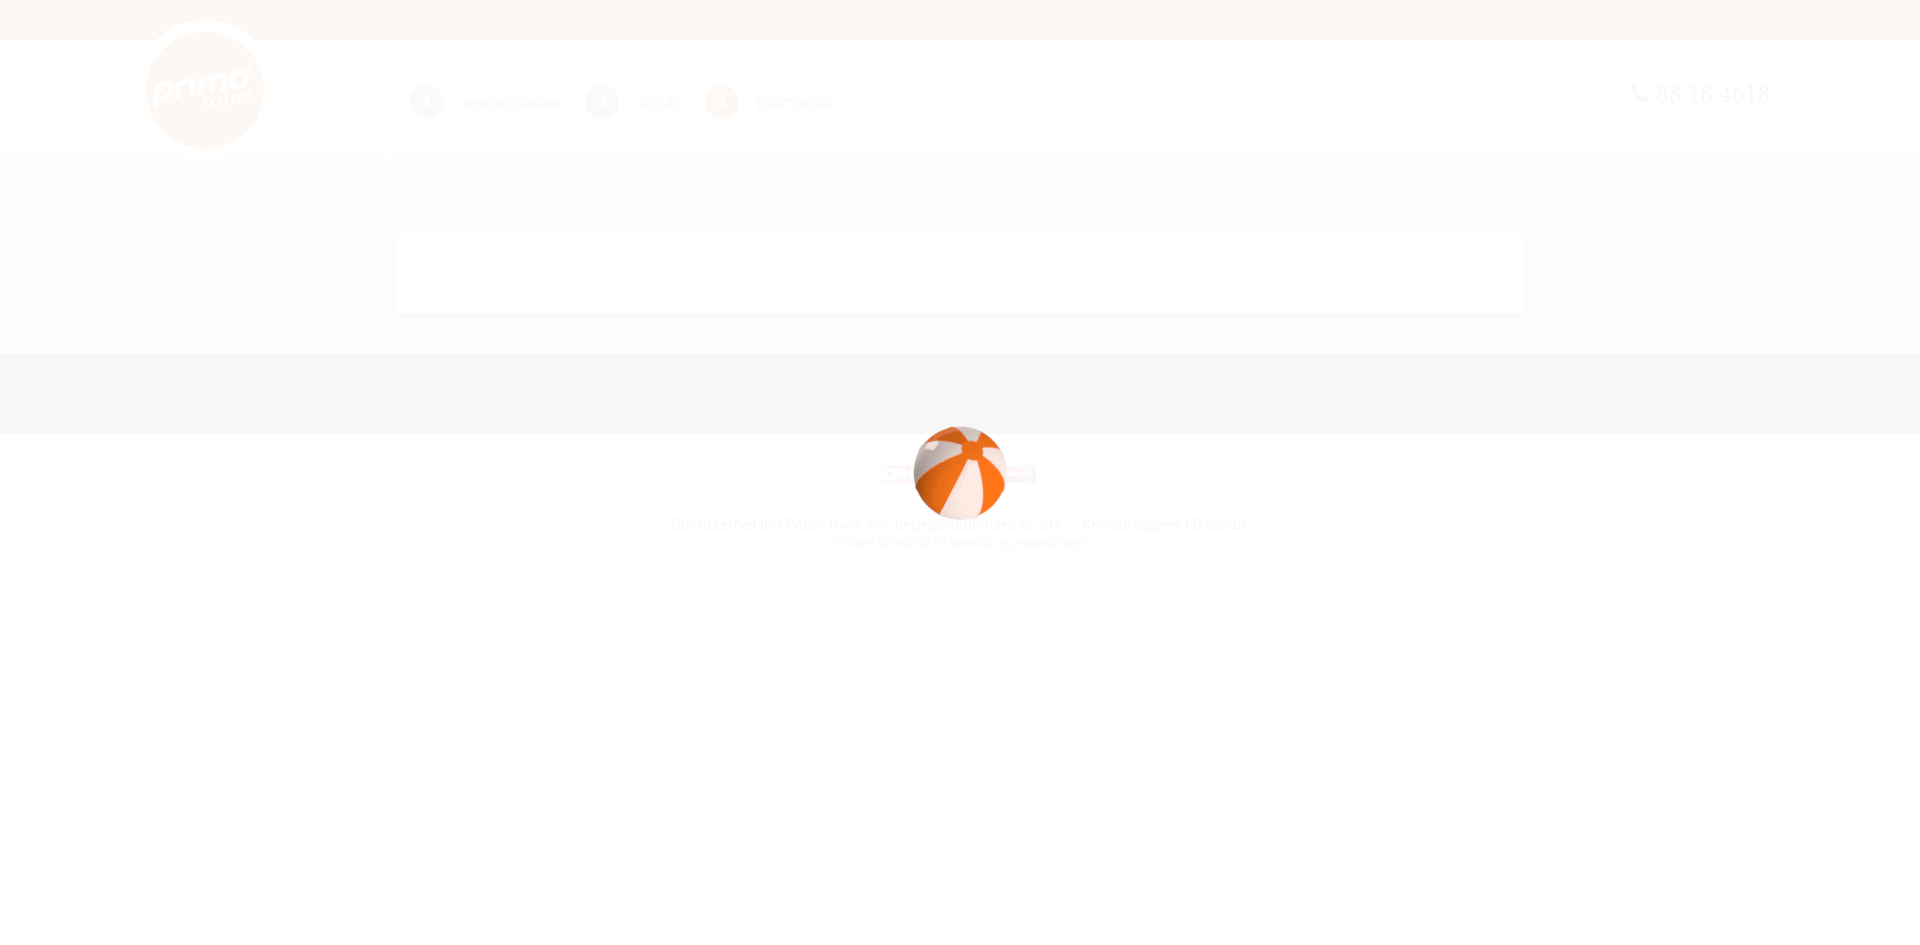 primo
tours
1 REJSEDELTAGERE 2 TILLÆG 3 KVITTERING
88 18 4618
Din sikkerhed hos Primo Tours A/S: Rejsegarantifonden nr. 2187 - Rejsearrangører i Danmark
Vi tager forbehold for tastefejl og prisændringer.